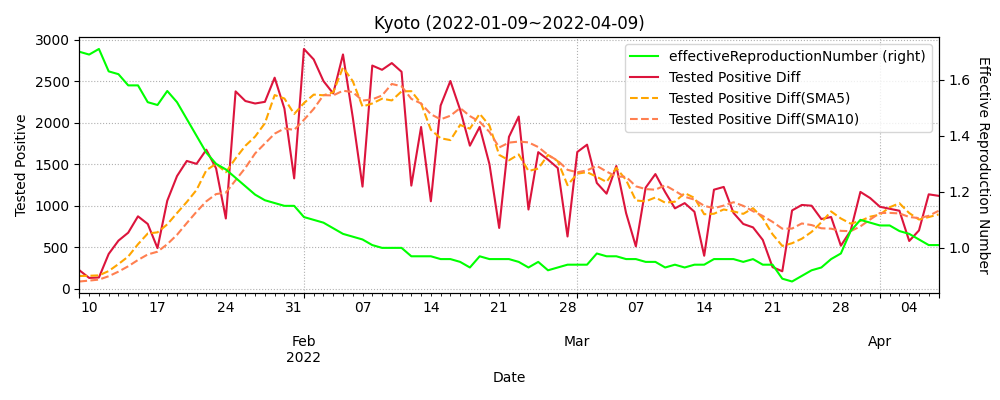 Kyoto (2022-01-09~2022-04-09)
effectiveReproductionNumber (right)
Tested Positive Diff
Tested Positive Diff(SMA5)
Tested Positive Diff(SMA10)
Tested Positive
3000
2500
2000
1500
1000
500
0
1.6
1.4
1.2
1.0
Effective Reproduction Number
10 17 24 31 07 14 21 28 07 14 21 28 04
Feb Mar Apr
2022
Date